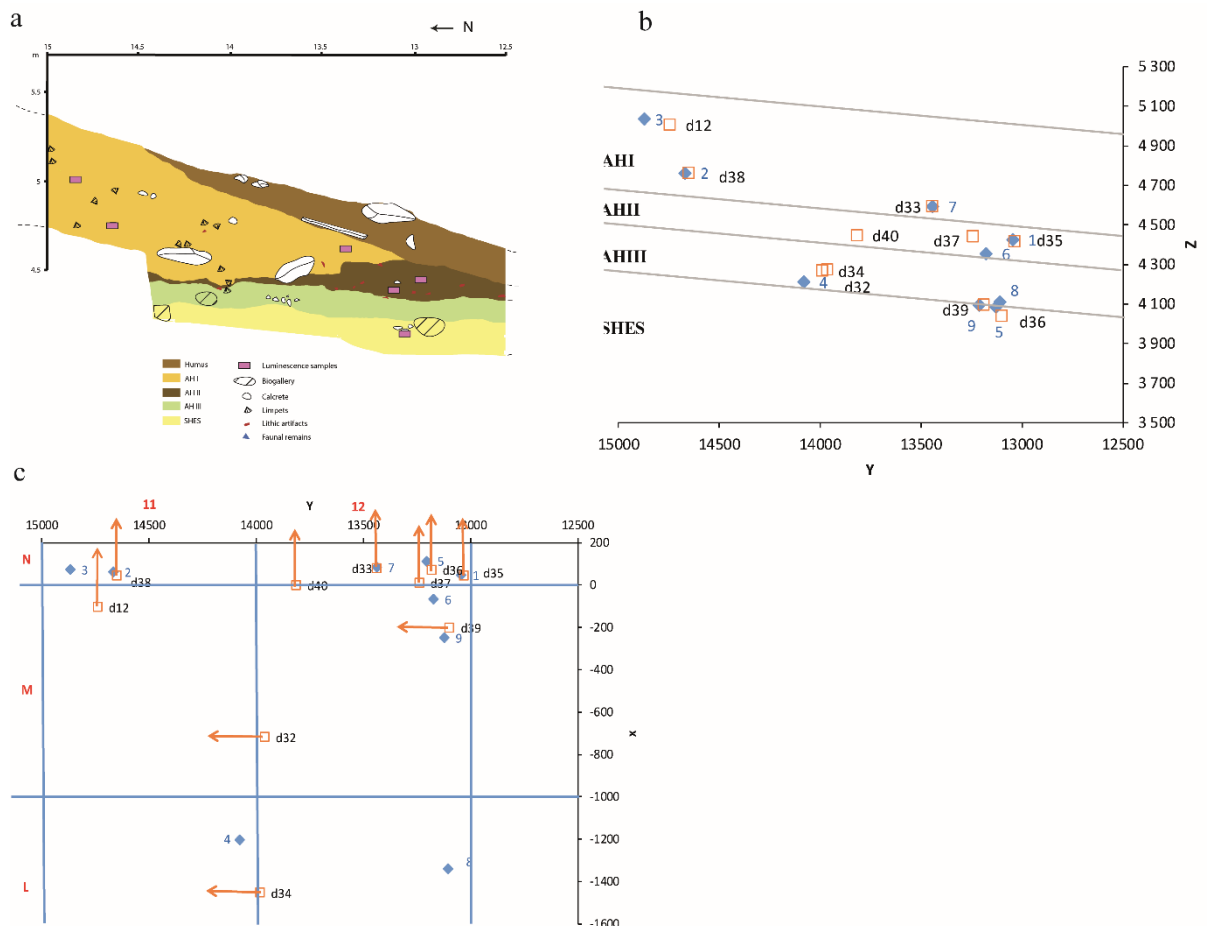 a
← N
15 14.5 14 13.5 13 12.5
m
5.5
5
4.5
Humus
AH I
AH II
AH III
SHES
Luminescence samples
Biogallery
Calcrete
Limpets
Lithic artifacts
Faunal remains
b
5 300
5 100
4 900
4 700
4 500
4 300
4 100
3 900
3 700
3 500
Z
3 d12
AHI
2 d38
AHII
d33 7
d40 d37 1 d35
6
AHIII
d34
4 d32
8
d39 d36
9 5
SHES
15000 14500 14000 13500 13000 12500
Y
c
11 Y 12
15000 14500 14000 13500 13000 12500
200
0
-200
-400
-600
-800
-1000
-1200
-1400
-1600
x
N
3 2 d33 7 5 d36 1 d35
d38 d40 d37
d12 6
d39
9
M
d32
4 8
L
d34